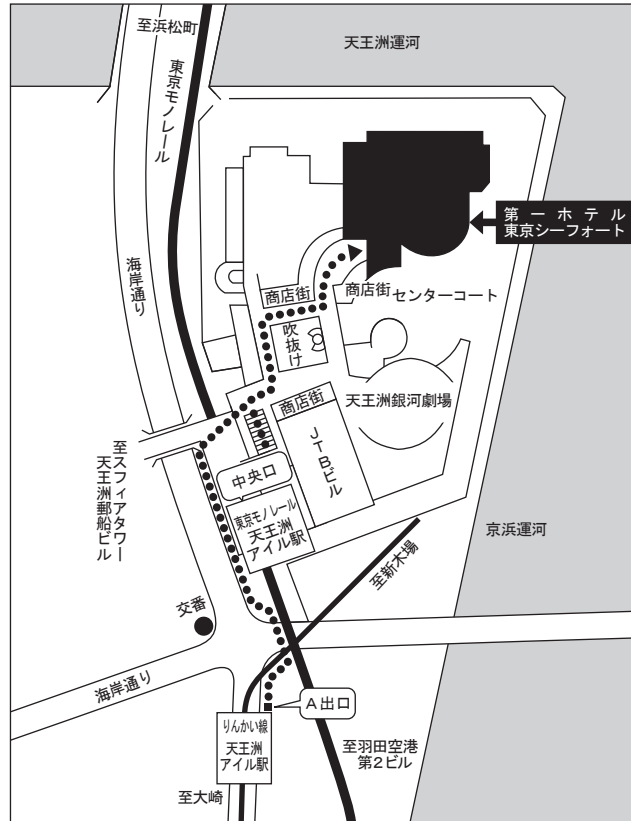 至浜松町
天王洲運河
東京モノレール
第一ホテル
東京シーフォート
海岸通り
商店街
商店街
センターコート
吹抜け
商店街
天王洲銀河劇場
JTBビル
至スフィアタワー
天王洲郵船ビル
中央口
東京モノレール
天王洲
アイル駅
京浜運河
至新木場
交番
海岸通り
A出口
りんかい線
天王洲
アイル駅
至羽田空港
第2ビル
至大崎